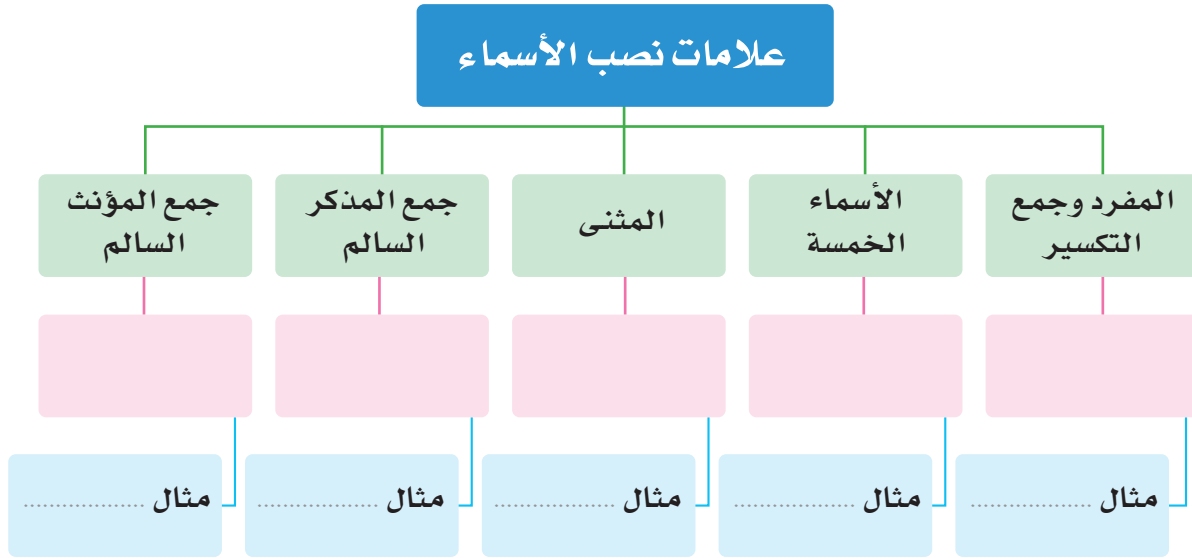 علامات نصب الأسماء
المفرد وجمع
التكسير
الأسماء
الخمسة
المثنى
جمع المذكر
السالم
جمع المؤنث
السالم
مثال ..................
مثال ..................
مثال ..................
مثال ..................
مثال ..................